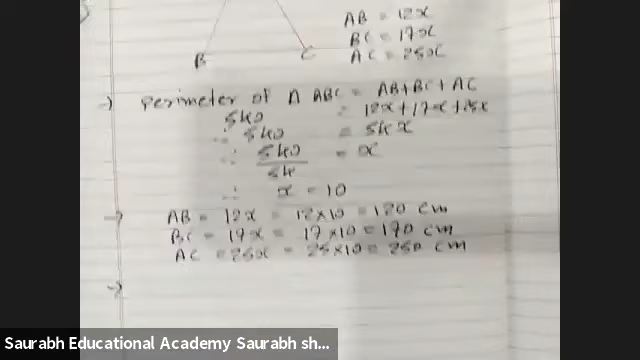 AB = 12x
BC = 17x
AC = 25x
B
C
-) Perimeter of Δ ABC = AB+BC+AC
540 = 12x+17x+25x
∴ 540 = 54x
∴ 540/54 = x
∴ x = 10
-) AB = 12x = 12×10 = 120 cm
BC = 17x = 17×10 = 170 cm
AC = 25x = 25×10 = 250 cm
-)
Saurabh Educational Academy Saurabh sh...